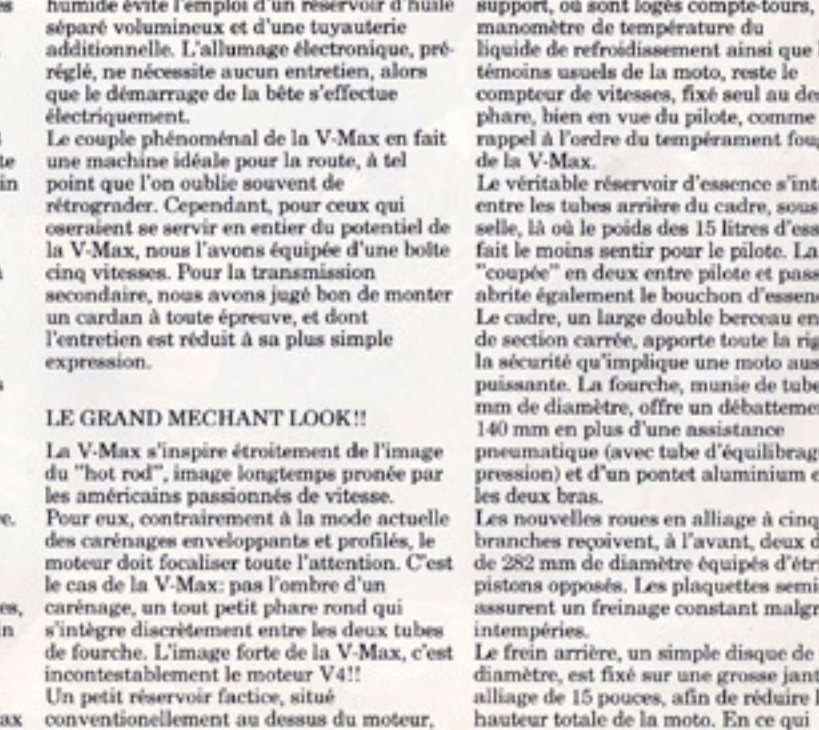 es
te
in
à
s
re.
es,
in
ax
humide évite l'emploi d'un réservoir d'huile
séparé volumineux et d'une tuyauterie
additionnelle. L'allumage électronique, pré-
réglé, ne nécessite aucun entretien, alors
que le démarrage de la bête s'effectue
électriquement.
Le couple phénoménal de la V-Max en fait
une machine idéale pour la route, à tel
point que l'on oublie souvent de
rétrograder. Cependant, pour ceux qui
oseraient se servir en entier du potentiel de
la V-Max, nous l'avons équipée d'une boîte
cinq vitesses. Pour la transmission
secondaire, nous avons jugé bon de monter
un cardan à toute épreuve, et dont
l'entretien est réduit à sa plus simple
expression.
LE GRAND MECHANT LOOK!!
La V-Max s'inspire étroitement de l'image
du "hot rod", image longtemps pronée par
les américains passionnés de vitesse.
Pour eux, contrairement à la mode actuelle
des carénages enveloppants et profilés, le
moteur doit focaliser toute l'attention. C'est
le cas de la V-Max: pas l'ombre d'un
carénage, un tout petit phare rond qui
s'intègre discrètement entre les deux tubes
de fourche. L'image forte de la V-Max, c'est
incontestablement le moteur V4!!
Un petit réservoir factice, situé
conventionellement au dessus du moteur,
support, où sont logés compte-tours,
manomètre de température du
liquide de refroidissement ainsi que
témoins usuels de la moto, reste le
compteur de vitesses, fixé seul au des
phare, bien en vue du pilote, comme
rappel à l'ordre du tempérament foug
de la V-Max.
Le véritable réservoir d'essence s'inté
entre les tubes arrière du cadre, sous
selle, là où le poids des 15 litres d'ess
fait le moins sentir pour le pilote. La
"coupée" en deux entre pilote et pass
abrite également le bouchon d'essenc
Le cadre, un large double berceau en
de section carrée, apporte toute la rig
la sécurité qu'implique une moto aus
puissante. La fourche, munie de tube
mm de diamètre, offre un débatteme
140 mm en plus d'une assistance
pneumatique (avec tube d'équilibrag
pression) et d'un pontet aluminium e
les deux bras.
Les nouvelles roues en alliage à cinq
branches reçoivent, à l'avant, deux d
de 282 mm de diamètre équipés d'étri
pistons opposés. Les plaquettes semi
assurent un freinage constant malgr
intempéries.
Le frein arrière, un simple disque de
diamètre, est fixé sur une grosse jant
alliage de 15 pouces, afin de réduire l
hauteur totale de la moto. En ce qui